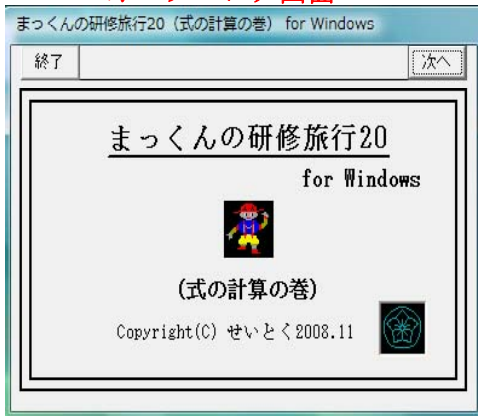 まっくんの研修旅行20（式の計算の巻） for Windows
終了
次へ
まっくんの研修旅行20
for Windows
(式の計算の巻)
Copyright(C) せいとく2008.11